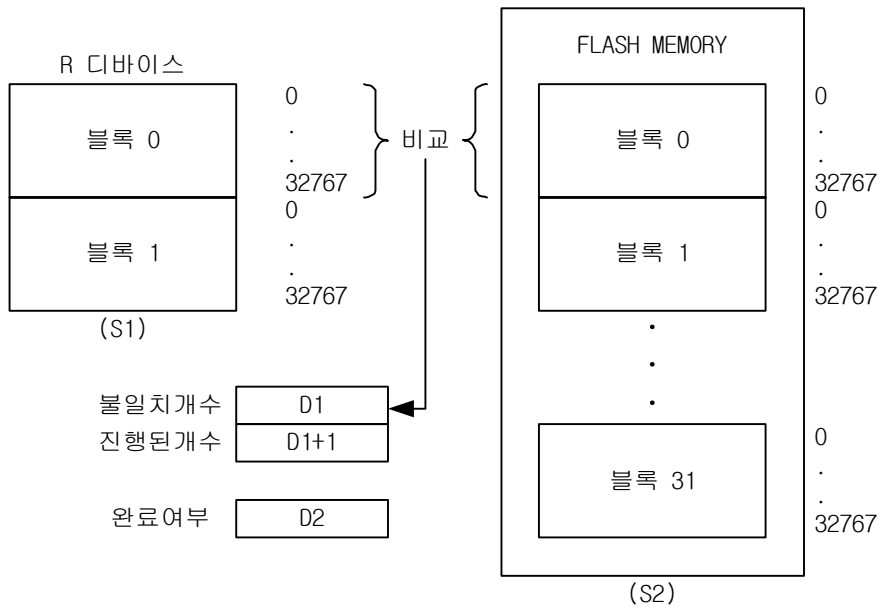 R 디바이스
블록 0
0
.
.
32767
블록 1
0
.
.
32767
(S1)
비교
FLASH MEMORY
블록 0
0
.
.
32767
블록 1
0
.
.
32767
.
.
.
블록 31
0
.
.
32767
(S2)
불일치개수 D1
진행된개수 D1+1
완료여부 D2